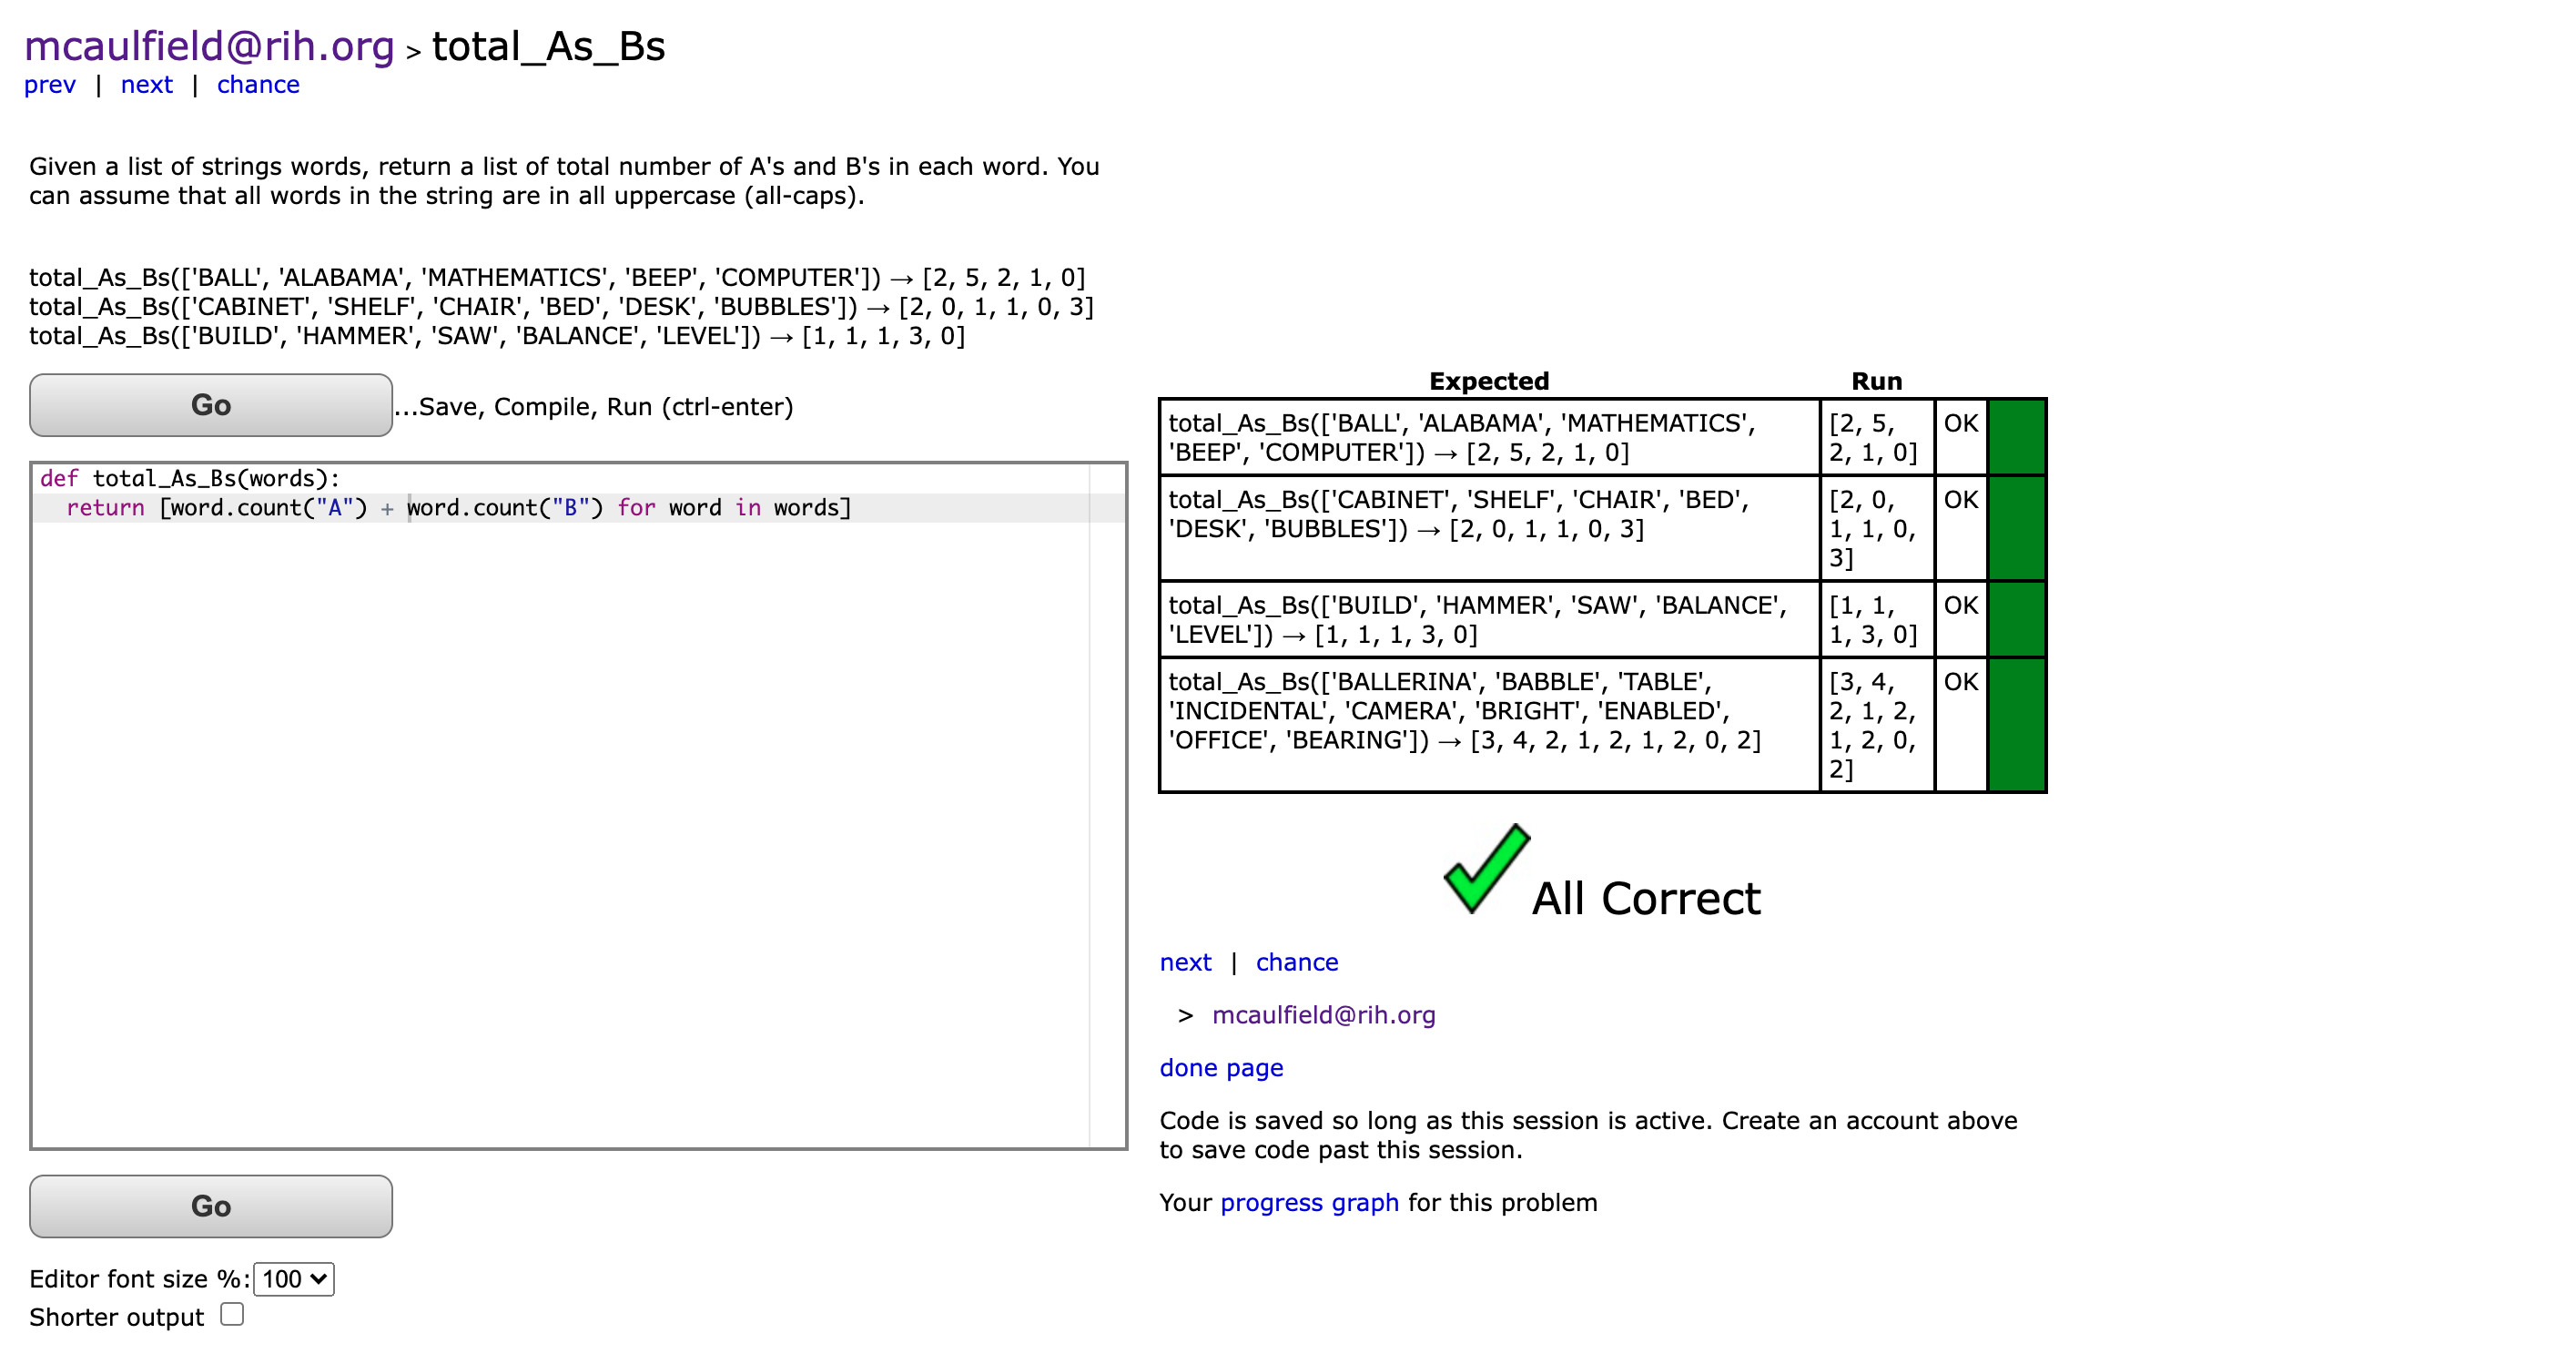 mcaulfield@rih.org > total_As_Bs
prev | next | chance
Given a list of strings words, return a list of total number of A's and B's in each word. You
can assume that all words in the string are in all uppercase (all-caps).
total_As_Bs(['BALL', 'ALABAMA', 'MATHEMATICS', 'BEEP', 'COMPUTER']) → [2, 5, 2, 1, 0]
total_As_Bs(['CABINET', 'SHELF', 'CHAIR', 'BED', 'DESK', 'BUBBLES']) → [2, 0, 1, 1, 0, 3]
total_As_Bs(['BUILD', 'HAMMER', 'SAW', 'BALANCE', 'LEVEL']) → [1, 1, 1, 3, 0]
Go ...Save, Compile, Run (ctrl-enter)
def total_As_Bs(words):
  return [word.count("A") + word.count("B") for word in words]
Go
Editor font size %: 100
Shorter output
Expected Run
total_As_Bs(['BALL', 'ALABAMA', 'MATHEMATICS',
'BEEP', 'COMPUTER']) → [2, 5, 2, 1, 0]
[2, 5,
2, 1, 0]
OK
total_As_Bs(['CABINET', 'SHELF', 'CHAIR', 'BED',
'DESK', 'BUBBLES']) → [2, 0, 1, 1, 0, 3]
[2, 0,
1, 1, 0,
3]
OK
total_As_Bs(['BUILD', 'HAMMER', 'SAW', 'BALANCE',
'LEVEL']) → [1, 1, 1, 3, 0]
[1, 1,
1, 3, 0]
OK
total_As_Bs(['BALLERINA', 'BABBLE', 'TABLE',
'INCIDENTAL', 'CAMERA', 'BRIGHT', 'ENABLED',
'OFFICE', 'BEARING']) → [3, 4, 2, 1, 2, 1, 2, 0, 2]
[3, 4,
2, 1, 2,
1, 2, 0,
2]
OK
All Correct
next | chance
> mcaulfield@rih.org
done page
Code is saved so long as this session is active. Create an account above
to save code past this session.
Your progress graph for this problem